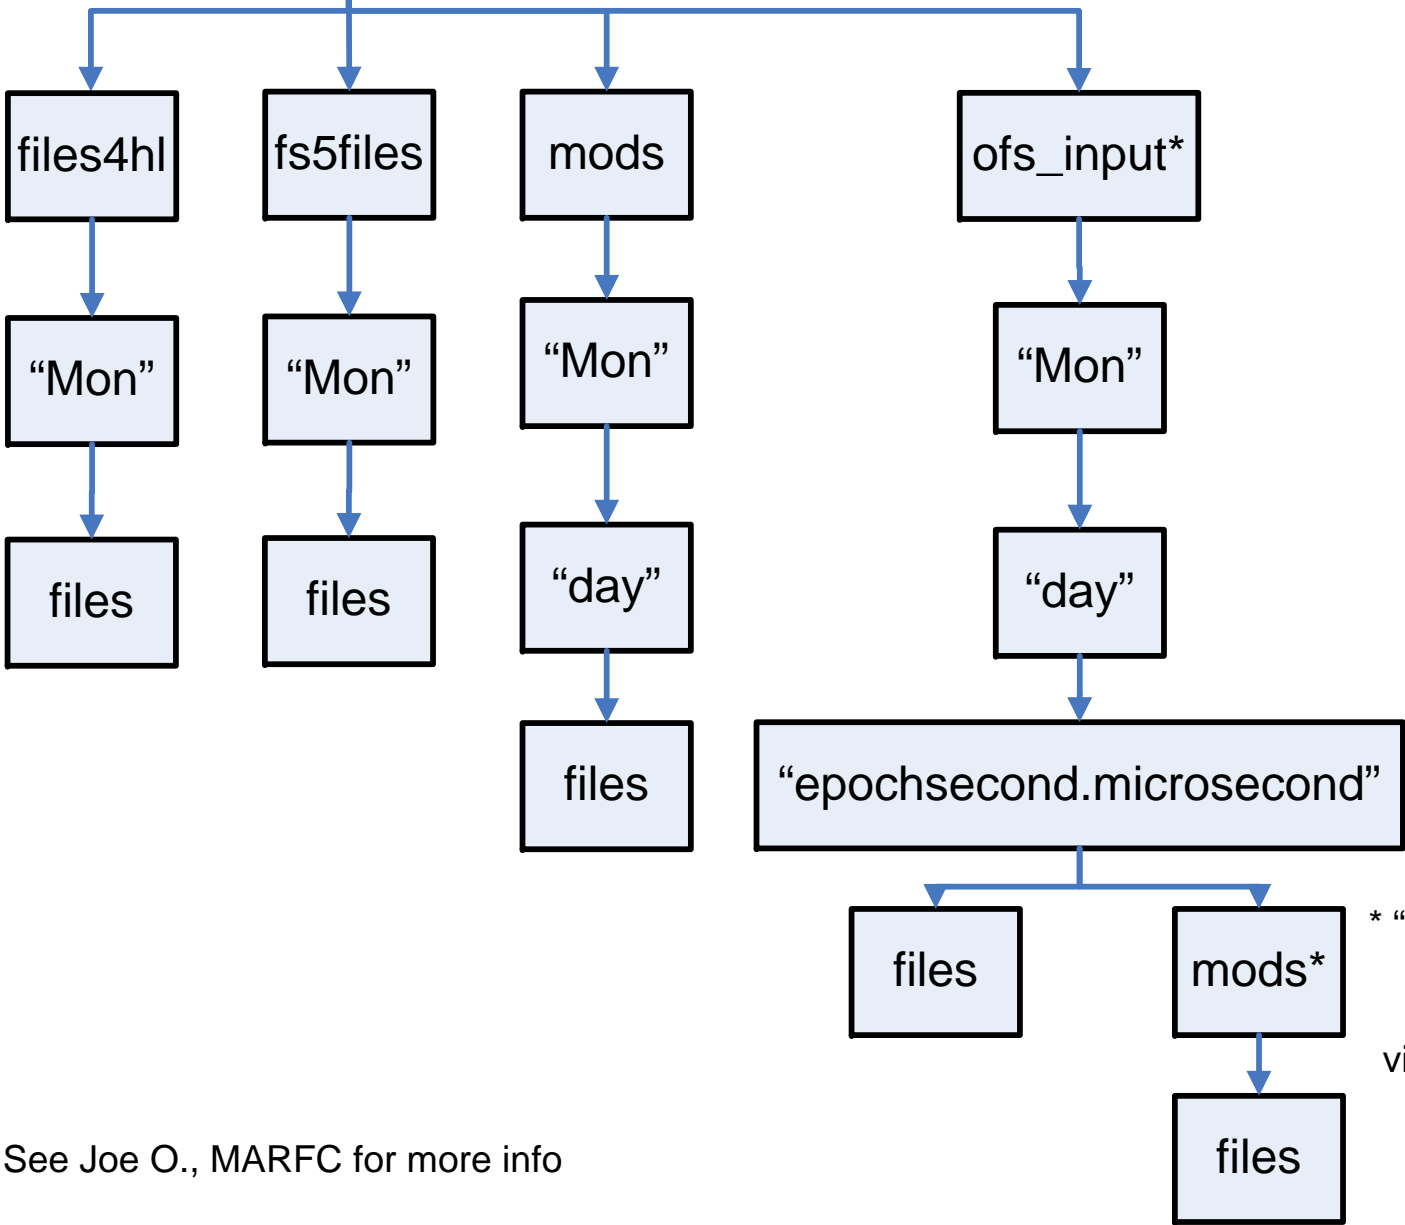 files4hl
fs5files
mods
ofs_input*
“Mon”
“Mon”
“Mon”
“Mon”
files
files
“day”
“day”
files
“epochsecond.microsecond”
files
mods*
* “
vi
files
See Joe O., MARFC for more info